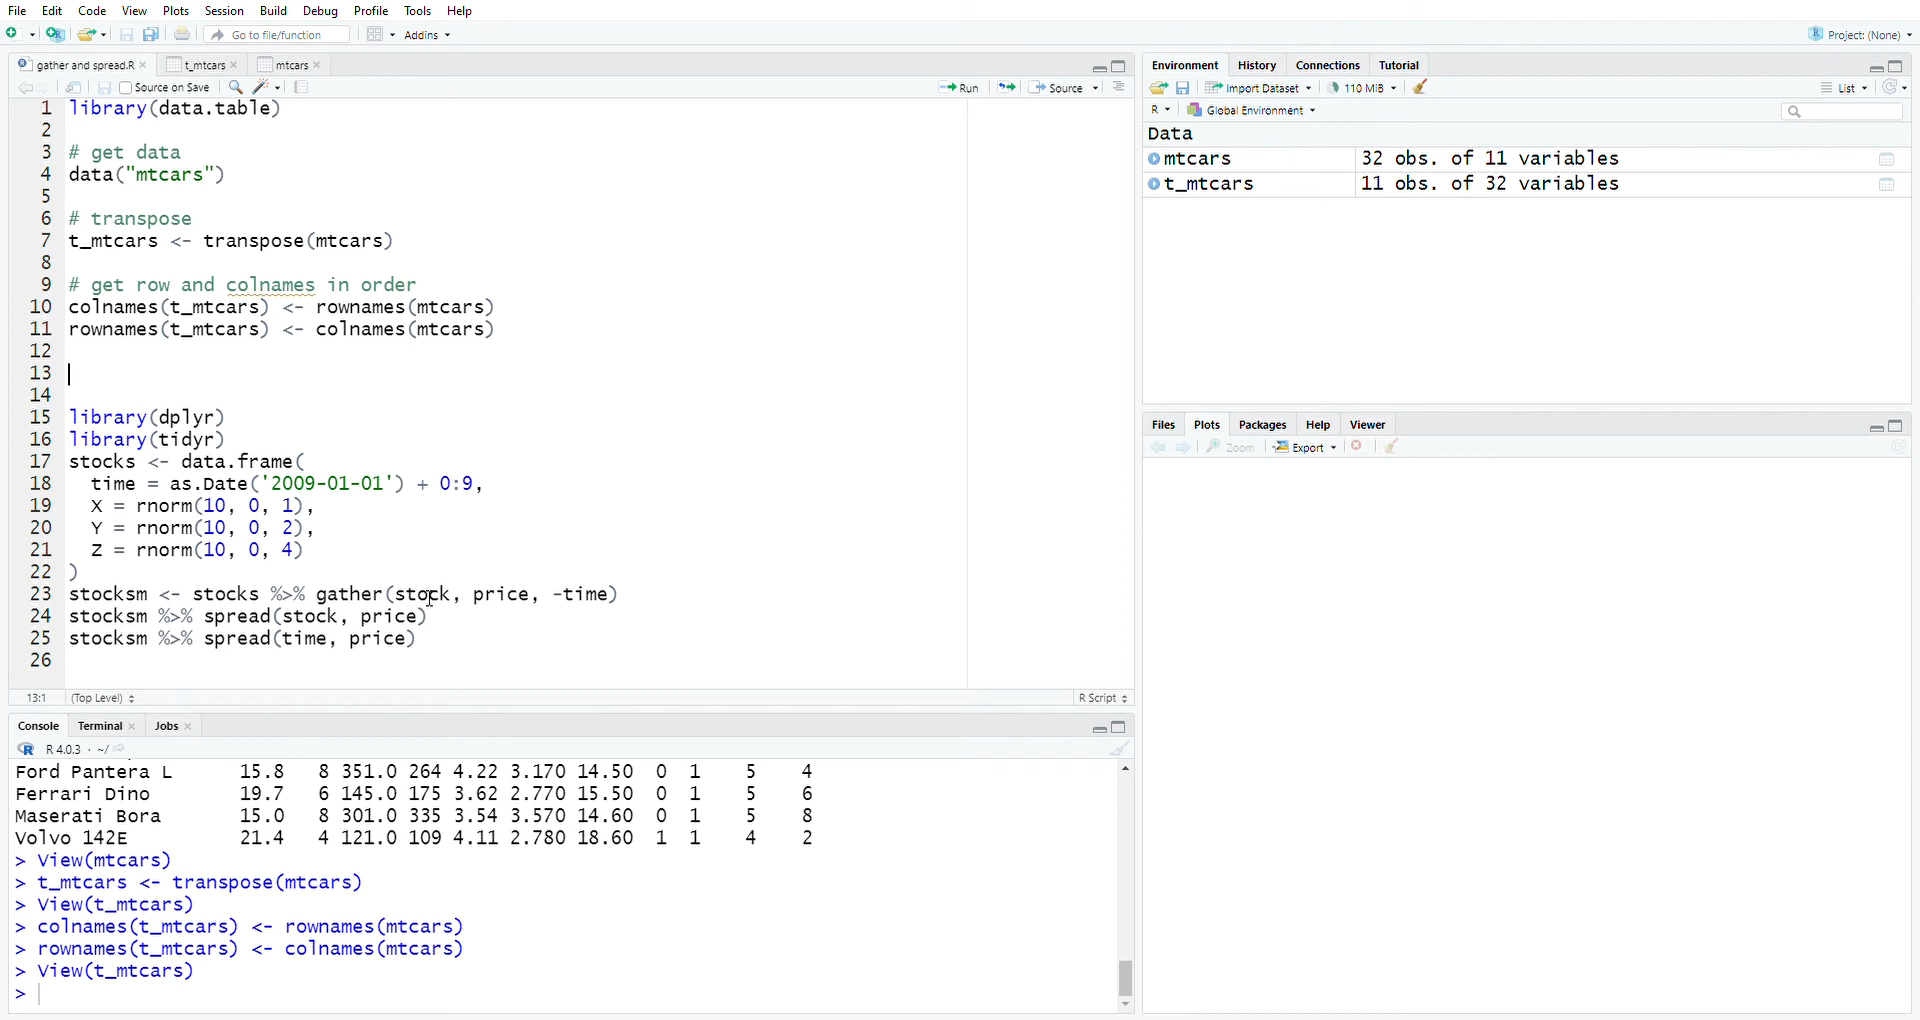 File Edit Code View Plots Session Build Debug Profile Tools Help
Go to file/function Addins Project: (None)
gather and spread.R t_mtcars mtcars
Source on Save Run Source
1 library(data.table)
2
3 # get data
4 data("mtcars")
5
6 # transpose
7 t_mtcars <- transpose(mtcars)
8
9 # get row and colnames in order
10 colnames(t_mtcars) <- rownames(mtcars)
11 rownames(t_mtcars) <- colnames(mtcars)
12
13
14
15 library(dplyr)
16 library(tidyr)
17 stocks <- data.frame(
18 time = as.Date('2009-01-01') + 0:9,
19 X = rnorm(10, 0, 1),
20 Y = rnorm(10, 0, 2),
21 Z = rnorm(10, 0, 4)
22 )
23 stocksm <- stocks %>% gather(stock, price, -time)
24 stocksm %>% spread(stock, price)
25 stocksm %>% spread(time, price)
26
13:1 (Top Level) R Script
Console Terminal Jobs
R 4.0.3 · ~/
Ford Pantera L 15.8 8 351.0 264 4.22 3.170 14.50 0 1 5 4
Ferrari Dino 19.7 6 145.0 175 3.62 2.770 15.50 0 1 5 6
Maserati Bora 15.0 8 301.0 335 3.54 3.570 14.60 0 1 5 8
Volvo 142E 21.4 4 121.0 109 4.11 2.780 18.60 1 1 4 2
> View(mtcars)
> t_mtcars <- transpose(mtcars)
> View(t_mtcars)
> colnames(t_mtcars) <- rownames(mtcars)
> rownames(t_mtcars) <- colnames(mtcars)
> View(t_mtcars)
>
Environment History Connections Tutorial
Import Dataset 110 MiB List
R Global Environment
Data
mtcars 32 obs. of 11 variables
t_mtcars 11 obs. of 32 variables
Files Plots Packages Help Viewer
Zoom Export